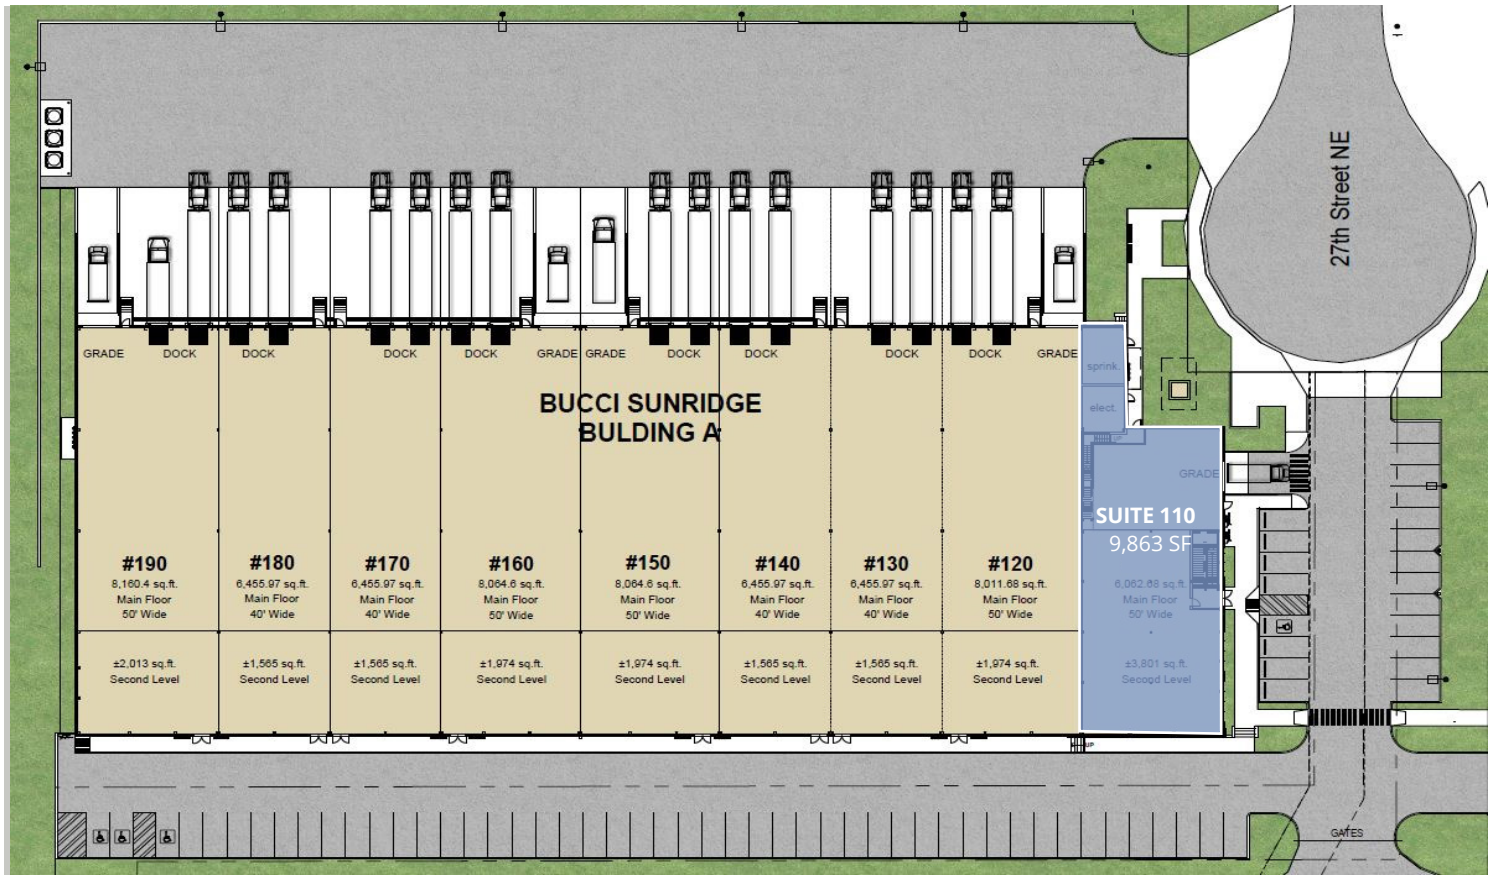 27th Street NE
GRADE
DOCK
DOCK
DOCK
DOCK
GRADE
GRADE
DOCK
DOCK
DOCK
DOCK
GRADE
sprink.
elect.
BUCCI SUNRIDGE
BULDING A
GRADE
SUITE 110
9,863 SF
#190
8,160.4 sq.ft.
Main Floor
50' Wide
#180
6,455.97 sq.ft.
Main Floor
40' Wide
#170
6,455.97 sq.ft.
Main Floor
40' Wide
#160
8,064.6 sq.ft.
Main Floor
50' Wide
#150
8,064.6 sq.ft.
Main Floor
50' Wide
#140
6,455.97 sq.ft.
Main Floor
40' Wide
#130
6,455.97 sq.ft.
Main Floor
40' Wide
#120
8,011.68 sq.ft.
Main Floor
50' Wide
6,062.68 sq.ft.
Main Floor
50' Wide
±2,013 sq.ft.
Second Level
±1,565 sq.ft.
Second Level
±1,565 sq.ft.
Second Level
±1,974 sq.ft.
Second Level
±1,974 sq.ft.
Second Level
±1,565 sq.ft.
Second Level
±1,565 sq.ft.
Second Level
±1,974 sq.ft.
Second Level
±3,801 sq.ft.
Second Level
UP
GATES